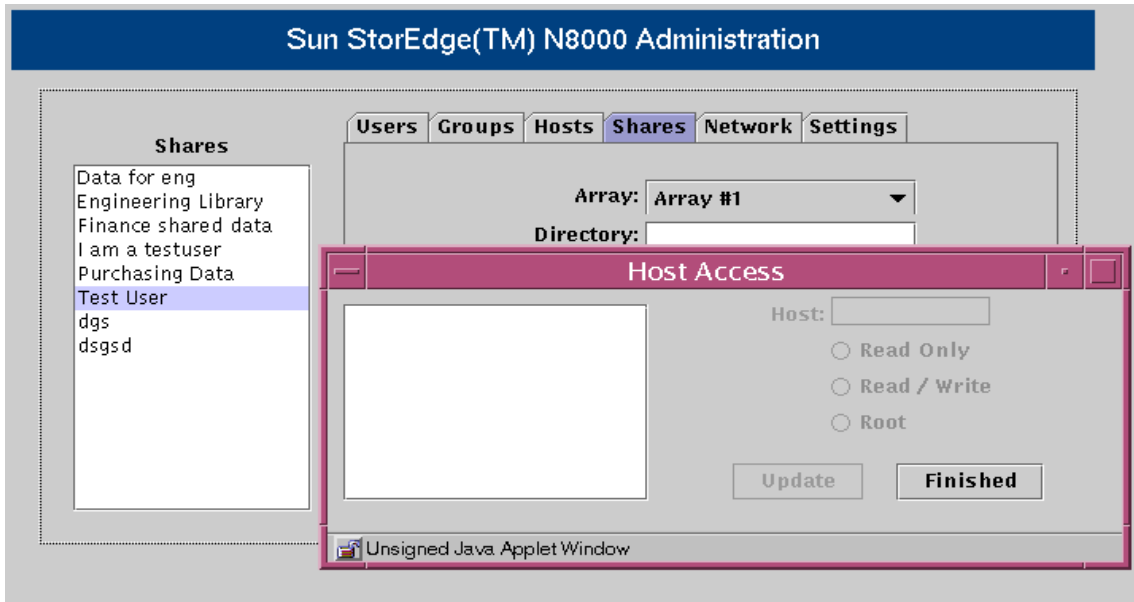 Sun StorEdge(TM) N8000 Administration
Users Groups Hosts Shares Network Settings
Shares
Data for eng
Engineering Library
Finance shared data
I am a testuser
Purchasing Data
Test User
dgs
dsgsd
Array: Array #1
Directory:
Host Access
Host:
Read Only
Read / Write
Root
Update Finished
Unsigned Java Applet Window